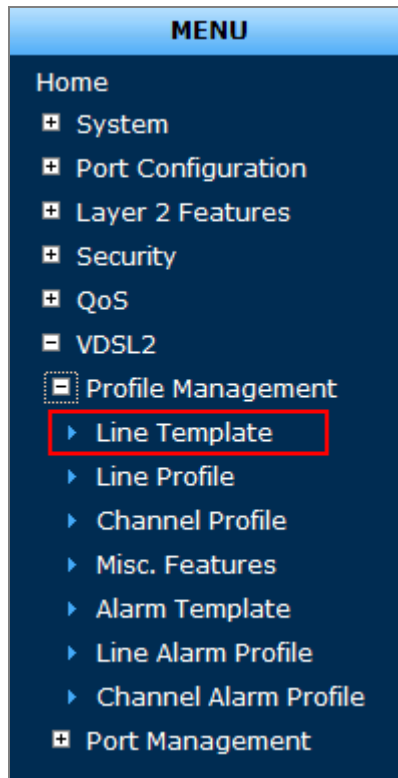 MENU
Home
System
Port Configuration
Layer 2 Features
Security
QoS
VDSL2
Profile Management
Line Template
Line Profile
Channel Profile
Misc. Features
Alarm Template
Line Alarm Profile
Channel Alarm Profile
Port Management